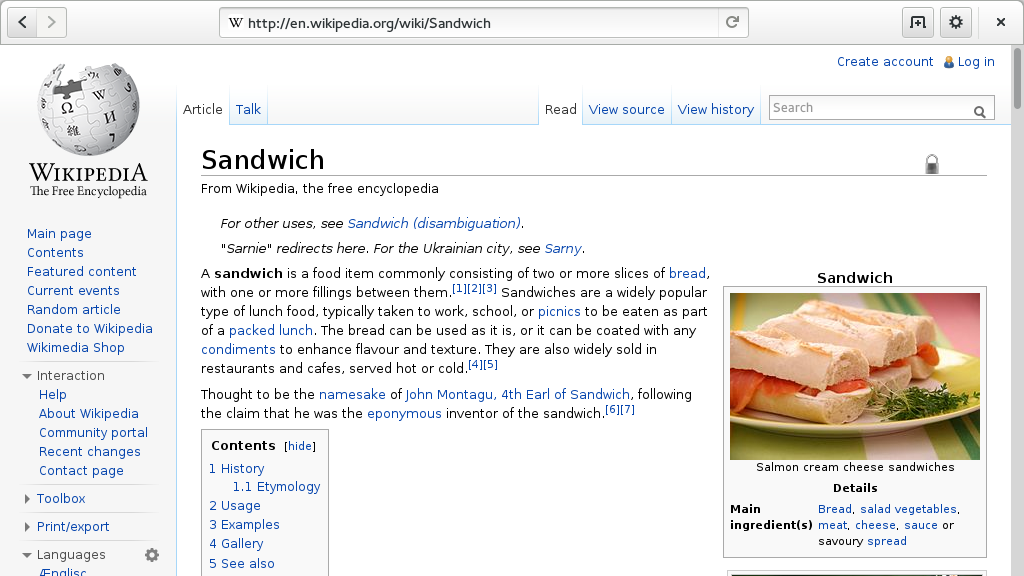 W http://en.wikipedia.org/wiki/Sandwich
Create account Log in
Article Talk Read View source View history Search
WIKIPEDIA
The Free Encyclopedia
Main page
Contents
Featured content
Current events
Random article
Donate to Wikipedia
Wikimedia Shop
Interaction
Help
About Wikipedia
Community portal
Recent changes
Contact page
Toolbox
Print/export
Languages
Ænglisc
Sandwich
From Wikipedia, the free encyclopedia
For other uses, see Sandwich (disambiguation).
"Sarnie" redirects here. For the Ukrainian city, see Sarny.
A sandwich is a food item commonly consisting of two or more slices of bread,
with one or more fillings between them.[1][2][3] Sandwiches are a widely popular
type of lunch food, typically taken to work, school, or picnics to be eaten as part
of a packed lunch. The bread can be used as it is, or it can be coated with any
condiments to enhance flavour and texture. They are also widely sold in
restaurants and cafes, served hot or cold.[4][5]
Thought to be the namesake of John Montagu, 4th Earl of Sandwich, following
the claim that he was the eponymous inventor of the sandwich.[6][7]
Contents [hide]
1 History
1.1 Etymology
2 Usage
3 Examples
4 Gallery
5 See also
Sandwich
Salmon cream cheese sandwiches
Details
Main ingredient(s)
Bread, salad vegetables,
meat, cheese, sauce or
savoury spread